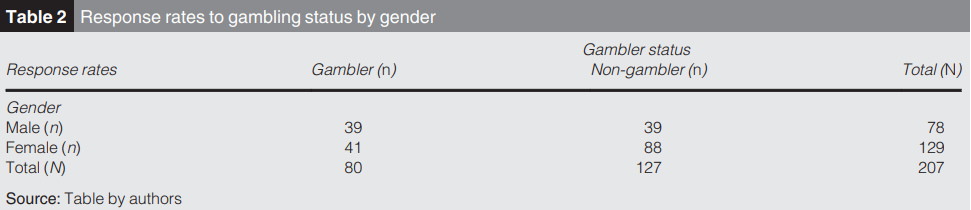 Table 2 Response rates to gambling status by gender
Gambler status
Response rates Gambler (n) Non-gambler (n) Total (N)
Gender
Male (n) 39 39 78
Female (n) 41 88 129
Total (N) 80 127 207
Source: Table by authors